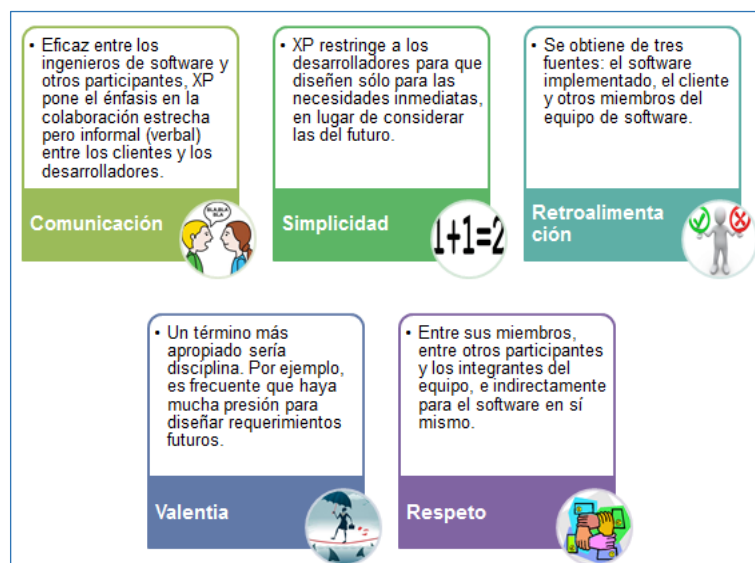 • Eficaz entre los
ingenieros de software y
otros participantes, XP
pone el énfasis en la
colaboración estrecha
pero informal (verbal)
entre los clientes y los
desarrolladores.
Comunicación
BLA,BLA
BLA
• XP restringe a los
desarrolladores para que
diseñen sólo para las
necesidades inmediatas,
en lugar de considerar
las del futuro.
Simplicidad
1+1=2
• Se obtiene de tres
fuentes: el software
implementado, el cliente
y otros miembros del
equipo de software.
Retroalimenta
ción
• Un término más
apropiado sería
disciplina. Por ejemplo,
es frecuente que haya
mucha presión para
diseñar requerimientos
futuros.
Valentia
• Entre sus miembros,
entre otros participantes
y los integrantes del
equipo, e indirectamente
para el software en sí
mismo.
Respeto